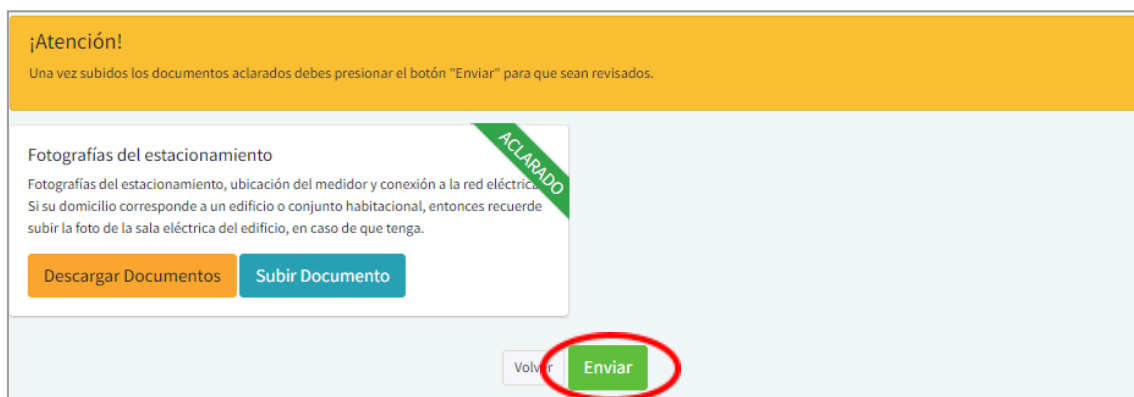 ¡Atención!
Una vez subidos los documentos aclarados debes presionar el botón "Enviar" para que sean revisados.
ACLARADO
Fotografías del estacionamiento
Fotografías del estacionamiento, ubicación del medidor y conexión a la red eléctrica
Si su domicilio corresponde a un edificio o conjunto habitacional, entonces recuerde
subir la foto de la sala eléctrica del edificio, en caso de que tenga.
Descargar Documentos
Subir Documento
Volver
Enviar